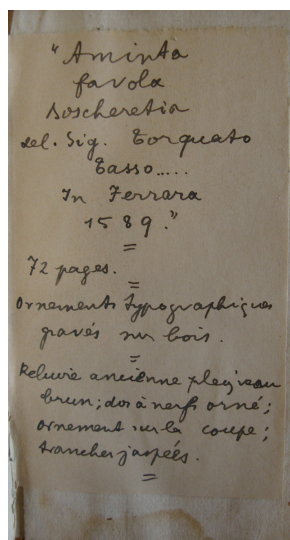 "Aminta
favola
boscheretia
del. Sig. Torquato
Tasso.....
In Ferrara
1589."
=
72 pages.
=
Ornements typographiques
gravés sur bois.
=
Reliure ancienne plein veau
brun; dos à nerfs orné;
ornement sur la coupe;
tranches jaspées.
=